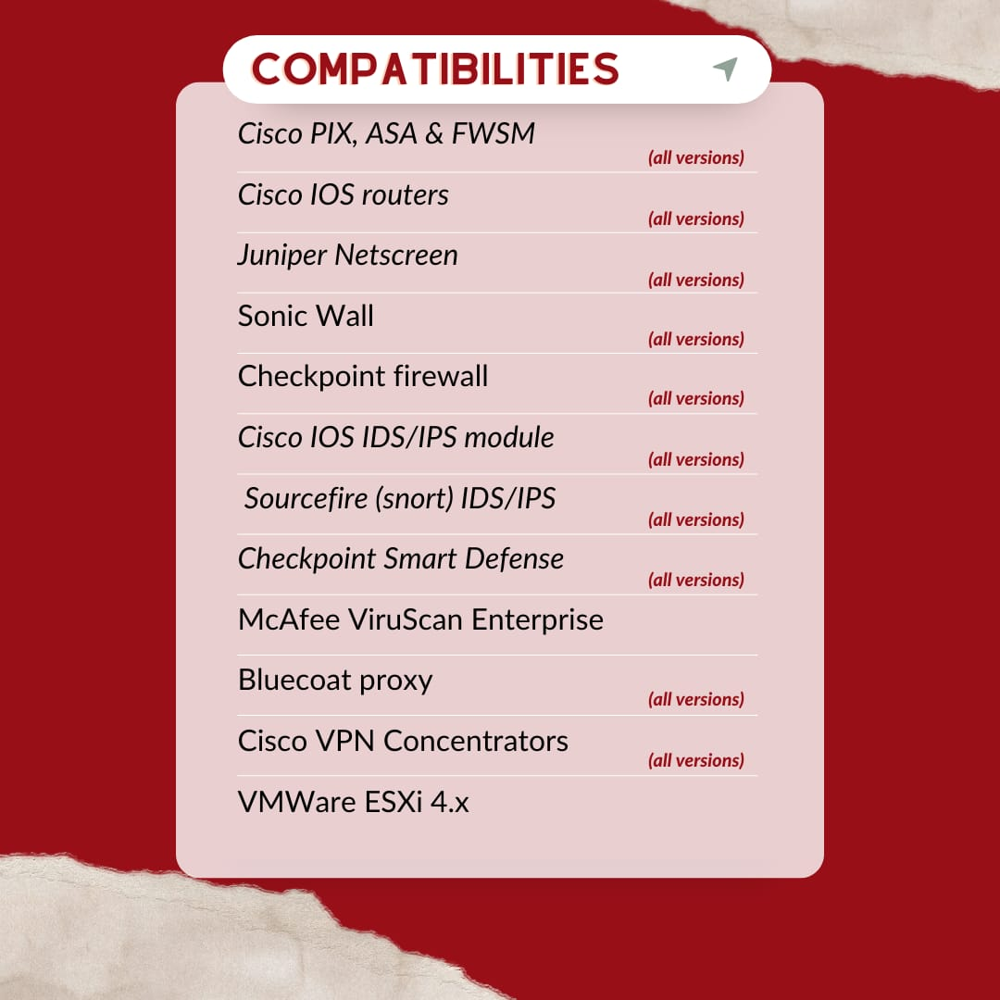 COMPATIBILITIES
Cisco PIX, ASA & FWSM
(all versions)
Cisco IOS routers
(all versions)
Juniper Netscreen
(all versions)
Sonic Wall
(all versions)
Checkpoint firewall
(all versions)
Cisco IOS IDS/IPS module
(all versions)
Sourcefire (snort) IDS/IPS
(all versions)
Checkpoint Smart Defense
(all versions)
McAfee ViruScan Enterprise
Bluecoat proxy
(all versions)
Cisco VPN Concentrators
(all versions)
VMWare ESXi 4.x